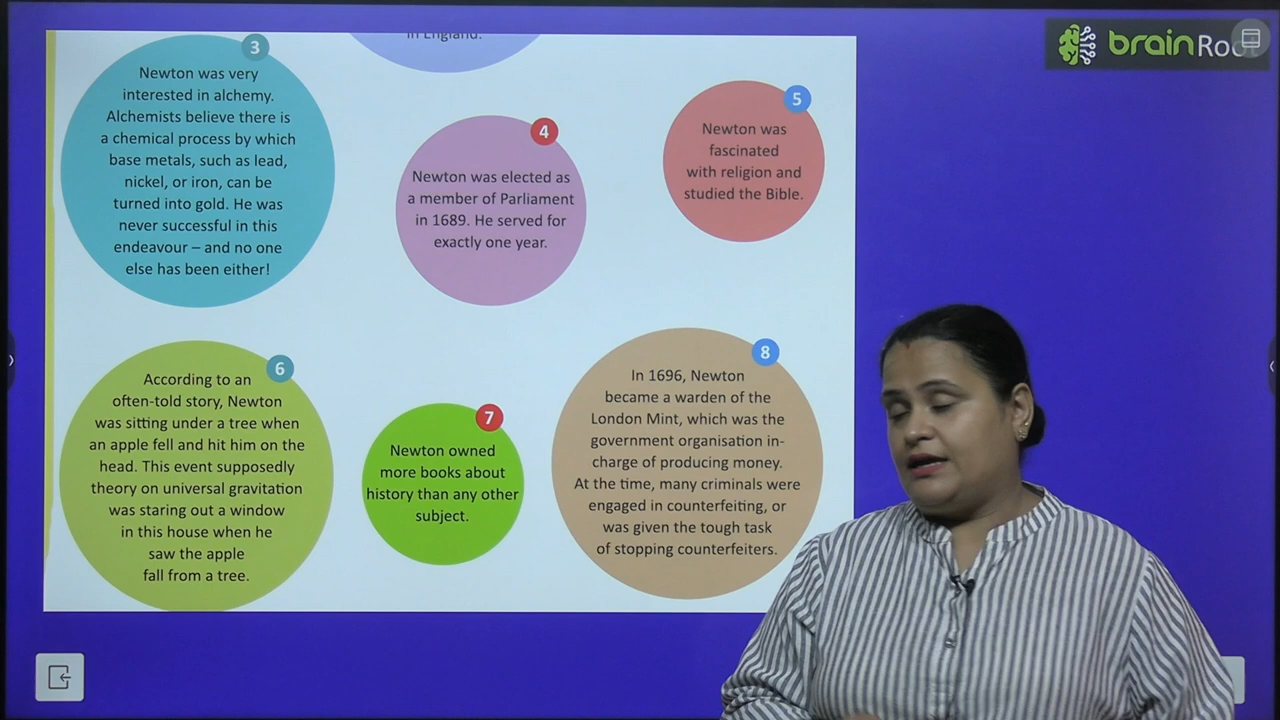 in England.
brainRoot
3
Newton was very
interested in alchemy.
Alchemists believe there is
a chemical process by which
base metals, such as lead,
nickel, or iron, can be
turned into gold. He was
never successful in this
endeavour – and no one
else has been either!
4
Newton was elected as
a member of Parliament
in 1689. He served for
exactly one year.
5
Newton was
fascinated
with religion and
studied the Bible.
6
According to an
often-told story, Newton
was sitting under a tree when
an apple fell and hit him on the
head. This event supposedly
theory on universal gravitation
was staring out a window
in this house when he
saw the apple
fall from a tree.
7
Newton owned
more books about
history than any other
subject.
8
In 1696, Newton
became a warden of the
London Mint, which was the
government organisation in-
charge of producing money.
At the time, many criminals were
engaged in counterfeiting, or
was given the tough task
of stopping counterfeiters.